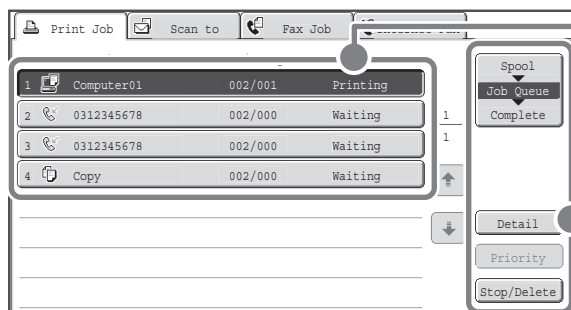 Print Job Scan to Fax Job
1 Computer01 002/001 Printing
2 0312345678 002/000 Waiting
3 0312345678 002/000 Waiting
4 Copy 002/000 Waiting
1
1
Spool
Job Queue
Complete
Detail
Priority
Stop/Delete